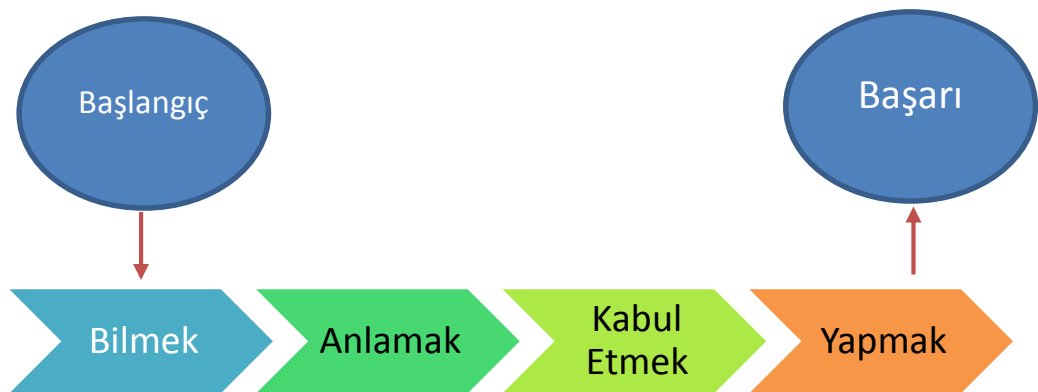 Başlangıç
Başarı
Bilmek
Anlamak
Kabul
Etmek
Yapmak